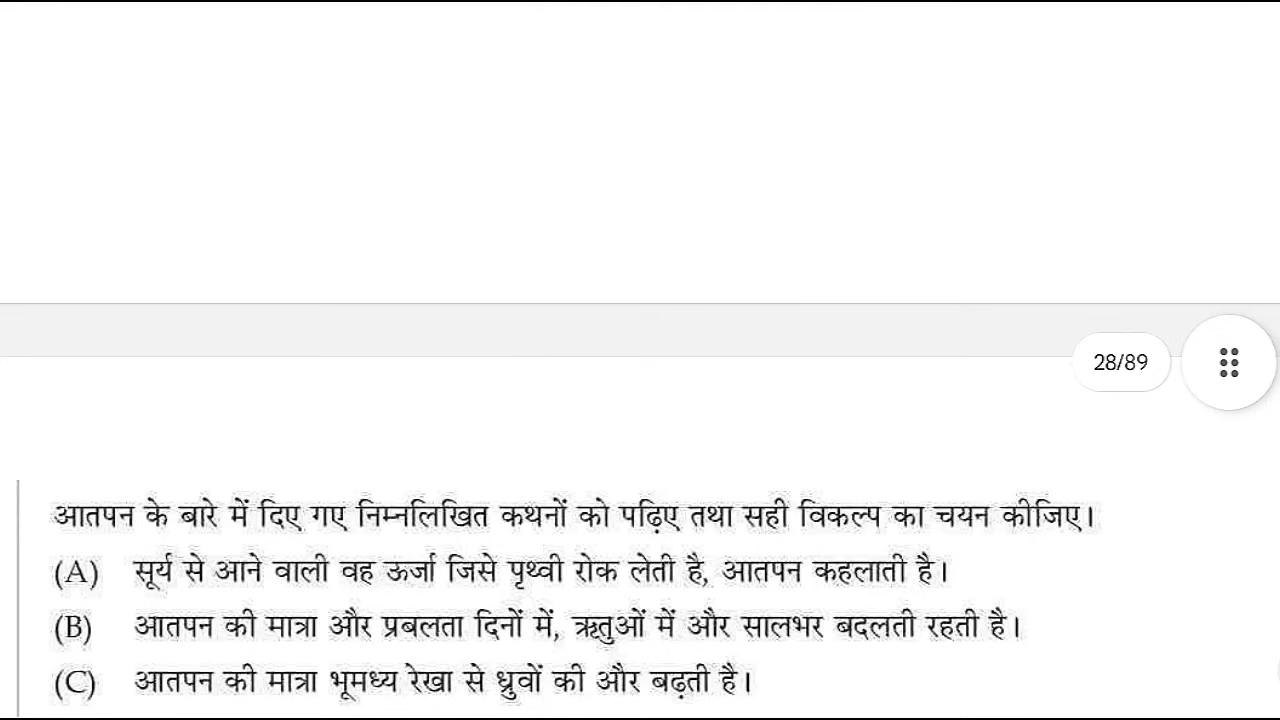 28/89
आतपन के बारे में दिए गए निम्नलिखित कथनों को पढ़िए तथा सही विकल्प का चयन कीजिए।
(A) सूर्य से आने वाली वह ऊर्जा जिसे पृथ्वी रोक लेती है, आतपन कहलाती है।
(B) आतपन की मात्रा और प्रबलता दिनों में, ऋतुओं में और सालभर बदलती रहती है।
(C) आतपन की मात्रा भूमध्य रेखा से ध्रुवों की और बढ़ती है।